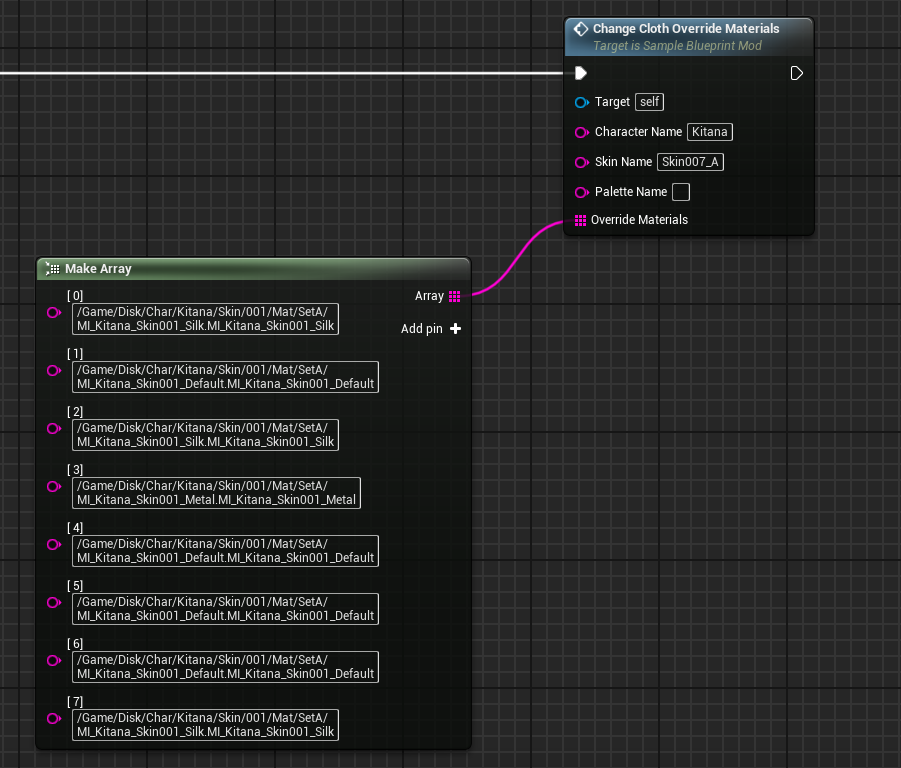 Change Cloth Override Materials
Target is Sample Blueprint Mod
Target self
Character Name Kitana
Skin Name Skin007_A
Palette Name
Override Materials
Make Array
Array
Add pin
[ 0]
/Game/Disk/Char/Kitana/Skin/001/Mat/SetA/
MI_Kitana_Skin001_Silk.MI_Kitana_Skin001_Silk
[ 1]
/Game/Disk/Char/Kitana/Skin/001/Mat/SetA/
MI_Kitana_Skin001_Default.MI_Kitana_Skin001_Default
[ 2]
/Game/Disk/Char/Kitana/Skin/001/Mat/SetA/
MI_Kitana_Skin001_Silk.MI_Kitana_Skin001_Silk
[ 3]
/Game/Disk/Char/Kitana/Skin/001/Mat/SetA/
MI_Kitana_Skin001_Metal.MI_Kitana_Skin001_Metal
[ 4]
/Game/Disk/Char/Kitana/Skin/001/Mat/SetA/
MI_Kitana_Skin001_Default.MI_Kitana_Skin001_Default
[ 5]
/Game/Disk/Char/Kitana/Skin/001/Mat/SetA/
MI_Kitana_Skin001_Default.MI_Kitana_Skin001_Default
[ 6]
/Game/Disk/Char/Kitana/Skin/001/Mat/SetA/
MI_Kitana_Skin001_Default.MI_Kitana_Skin001_Default
[ 7]
/Game/Disk/Char/Kitana/Skin/001/Mat/SetA/
MI_Kitana_Skin001_Silk.MI_Kitana_Skin001_Silk